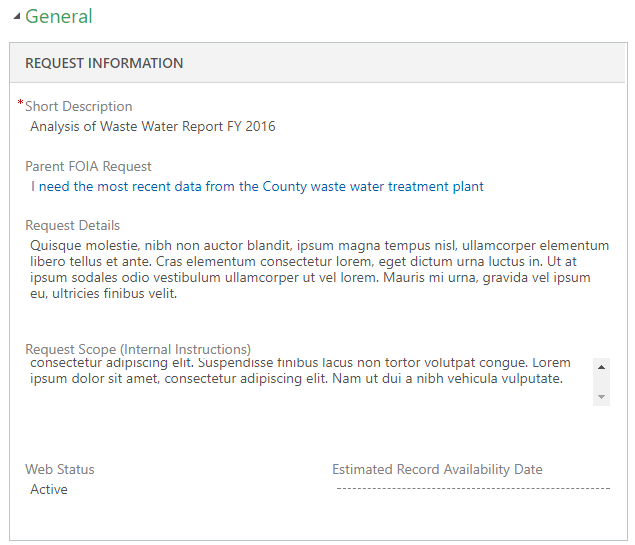 General
REQUEST INFORMATION
*Short Description
Analysis of Waste Water Report FY 2016
Parent FOIA Request
I need the most recent data from the County waste water treatment plant
Request Details
Quisque molestie, nibh non auctor blandit, ipsum magna tempus nisl, ullamcorper elementum
libero tellus et ante. Cras elementum consectetur lorem, eget dictum urna luctus in. Ut at
ipsum sodales odio vestibulum ullamcorper ut vel lorem. Mauris mi urna, gravida vel ipsum
eu, ultricies finibus velit.
Request Scope (Internal Instructions)
consectetur adipiscing elit. Suspendisse finibus lacus non tortor volutpat congue. Lorem
ipsum dolor sit amet, consectetur adipiscing elit. Nam ut dui a nibh vehicula vulputate.
Web Status
Active
Estimated Record Availability Date